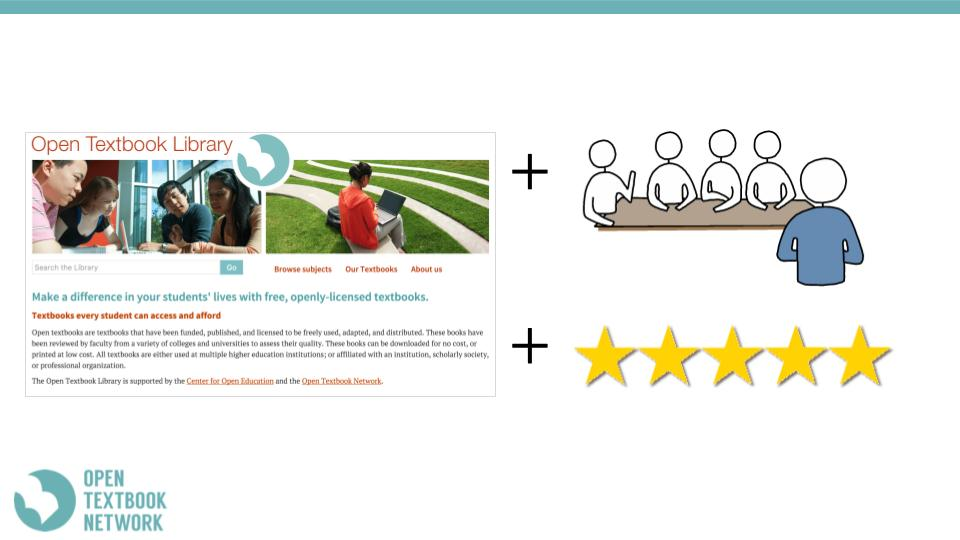 Open Textbook Library
Search the Library
Go
Browse subjects
Our Textbooks
About us
Make a difference in your students' lives with free, openly-licensed textbooks.
Textbooks every student can access and afford
Open textbooks are textbooks that have been funded, published, and licensed to be freely used, adapted, and distributed. These books have
been reviewed by faculty from a variety of colleges and universities to assess their quality. These books can be downloaded for no cost, or
printed at low cost. All textbooks are either used at multiple higher education institutions; or affiliated with an institution, scholarly society,
or professional organization.
The Open Textbook Library is supported by the Center for Open Education and the Open Textbook Network.
+
+
OPEN
TEXTBOOK
NETWORK